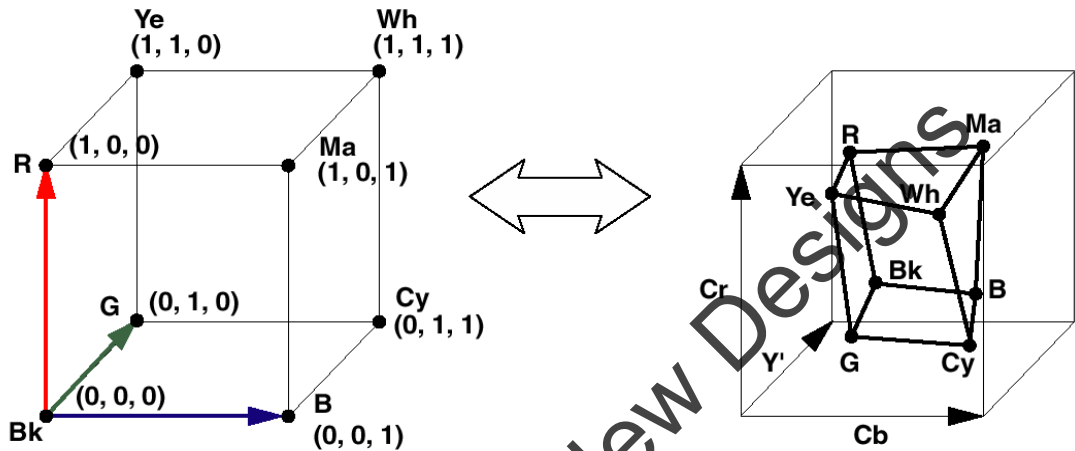 Ye
(1, 1, 0)
Wh
(1, 1, 1)
R
(1, 0, 0)
Ma
(1, 0, 1)
G
(0, 1, 0)
Cy
(0, 1, 1)
Bk
(0, 0, 0)
B
(0, 0, 1)
R
Ma
Ye
Wh
Bk
B
Cr
Y'
G
Cy
Cb
Designs